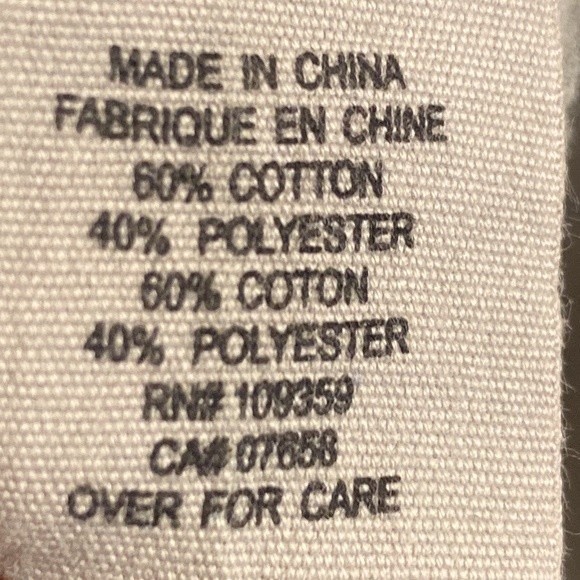 MADE IN CHINA
FABRIQUE EN CHINE
60% COTTON
40% POLYESTER
60% COTON
40% POLYESTER
RN# 109359
CA# 07658
OVER FOR CARE